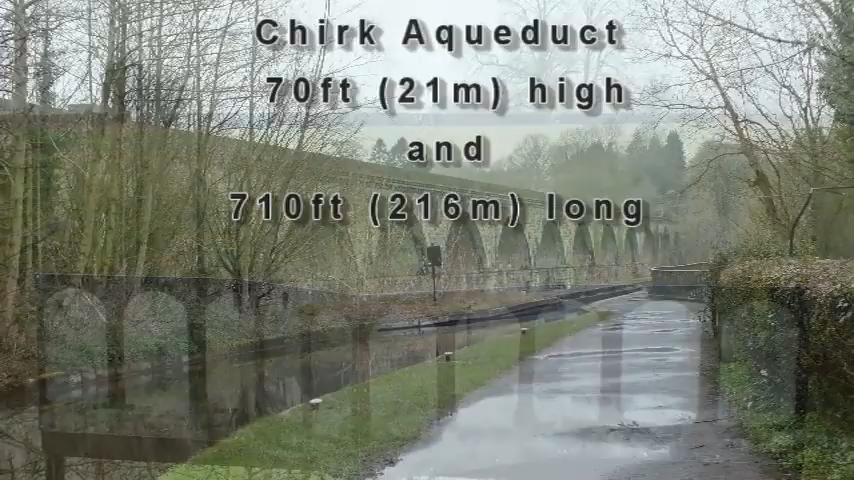 Chirk Aqueduct
70ft (21m) high
and
710ft (216m) long